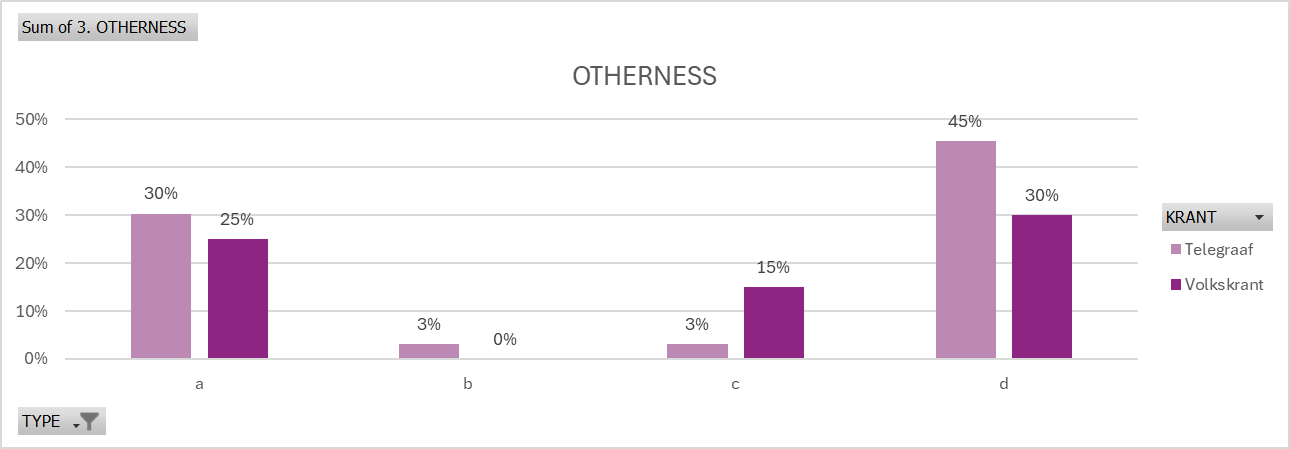 Sum of 3. OTHERNESS
OTHERNESS
50%
40%
30%
20%
10%
0%
30%
25%
3%
0%
3%
15%
45%
30%
a
b
c
d
KRANT
Telegraaf
Volkskrant
TYPE